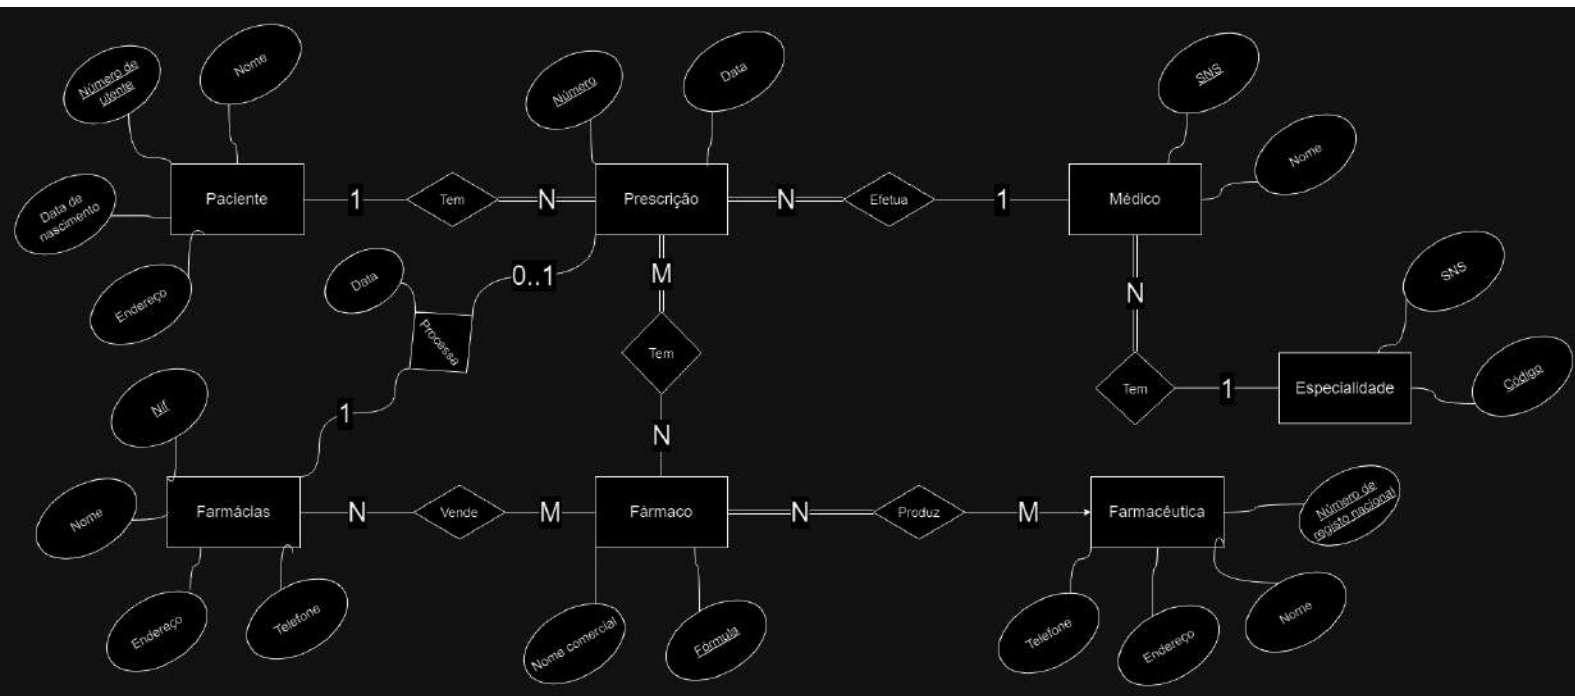 Número de
utente
Nome
Número
Data
SNS
Nome
Paciente
1
Tem
N
Prescrição
N
Efetua
1
Médico
Data de
nascimento
Endereço
Data
0..1
M
N
SNS
Processa
Tem
Tem
1
Especialidade
Código
Nif
1
N
Nome
Farmácias
N
Vende
M
Fármaco
N
Produz
M
Farmacêutica
Número de
registo nacional
Endereço
Telefone
Nome comercial
Fórmula
Telefone
Endereço
Nome